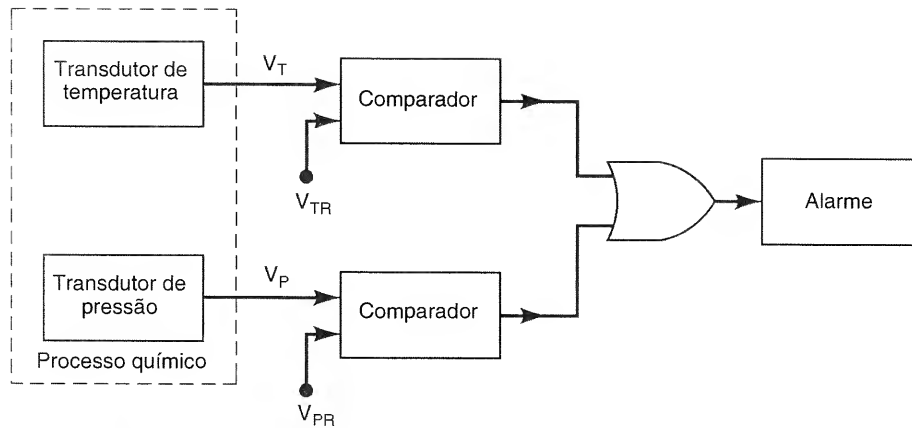 Transdutor de
temperatura
V_T
Comparador
V_TR
Alarme
Transdutor de
pressão
V_P
Comparador
Processo químico
V_PR